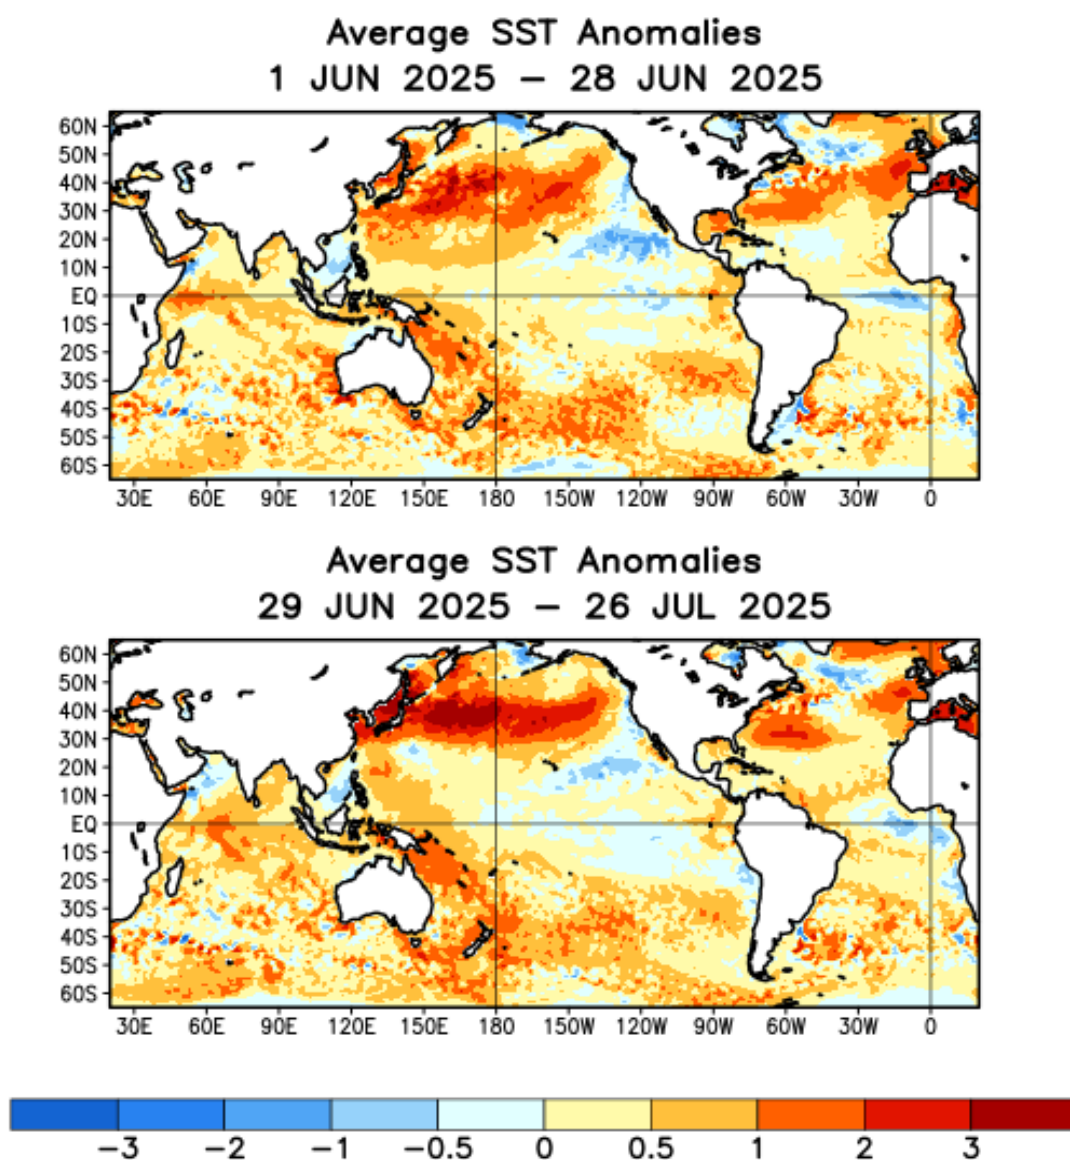 Average SST Anomalies
1 JUN 2025 – 28 JUN 2025
60N
50N
40N
30N
20N
10N
EQ
10S
20S
30S
40S
50S
60S
30E 60E 90E 120E 150E 180 150W 120W 90W 60W 30W 0
Average SST Anomalies
29 JUN 2025 – 26 JUL 2025
60N
50N
40N
30N
20N
10N
EQ
10S
20S
30S
40S
50S
60S
30E 60E 90E 120E 150E 180 150W 120W 90W 60W 30W 0
−3 −2 −1 −0.5 0 0.5 1 2 3